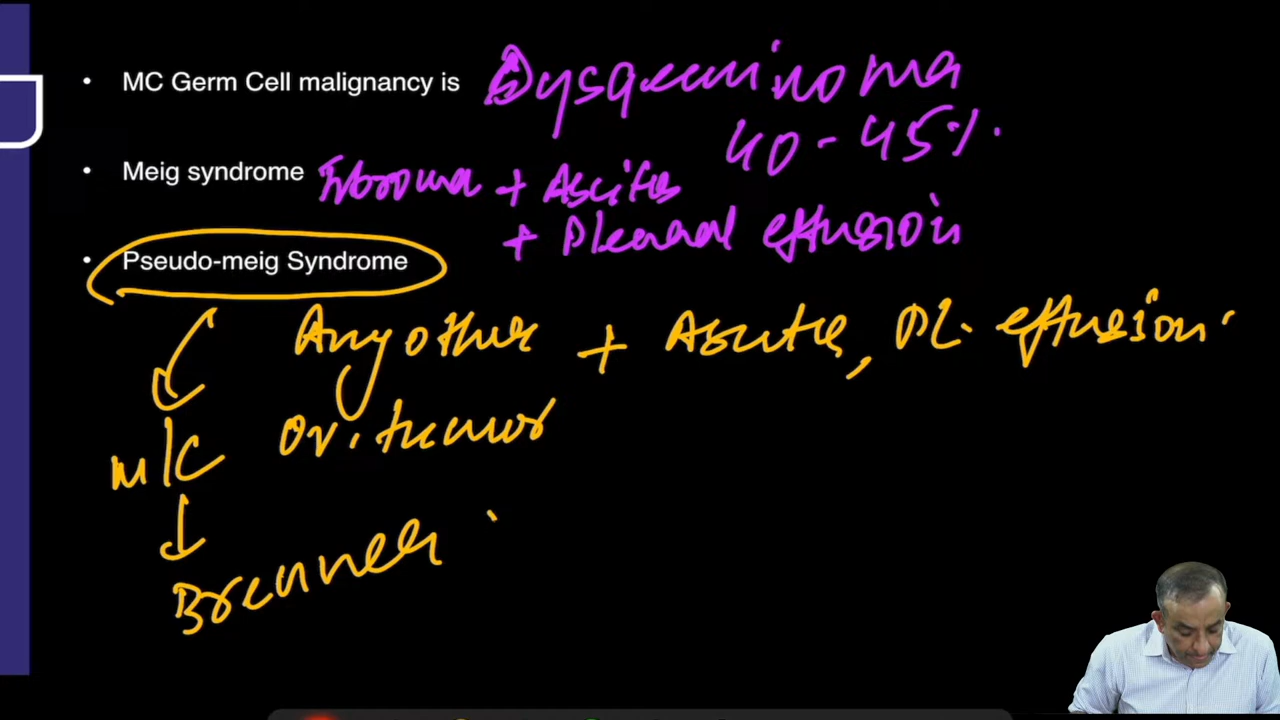 • MC Germ Cell malignancy is Dysgerminoma
40-45%.
• Meig syndrome Fibroma + Ascites
+ Pleural effusion
• Pseudo-meig Syndrome
Any other + Ascites, Pl. effusion.
M/C Ov. tumor
Brenner